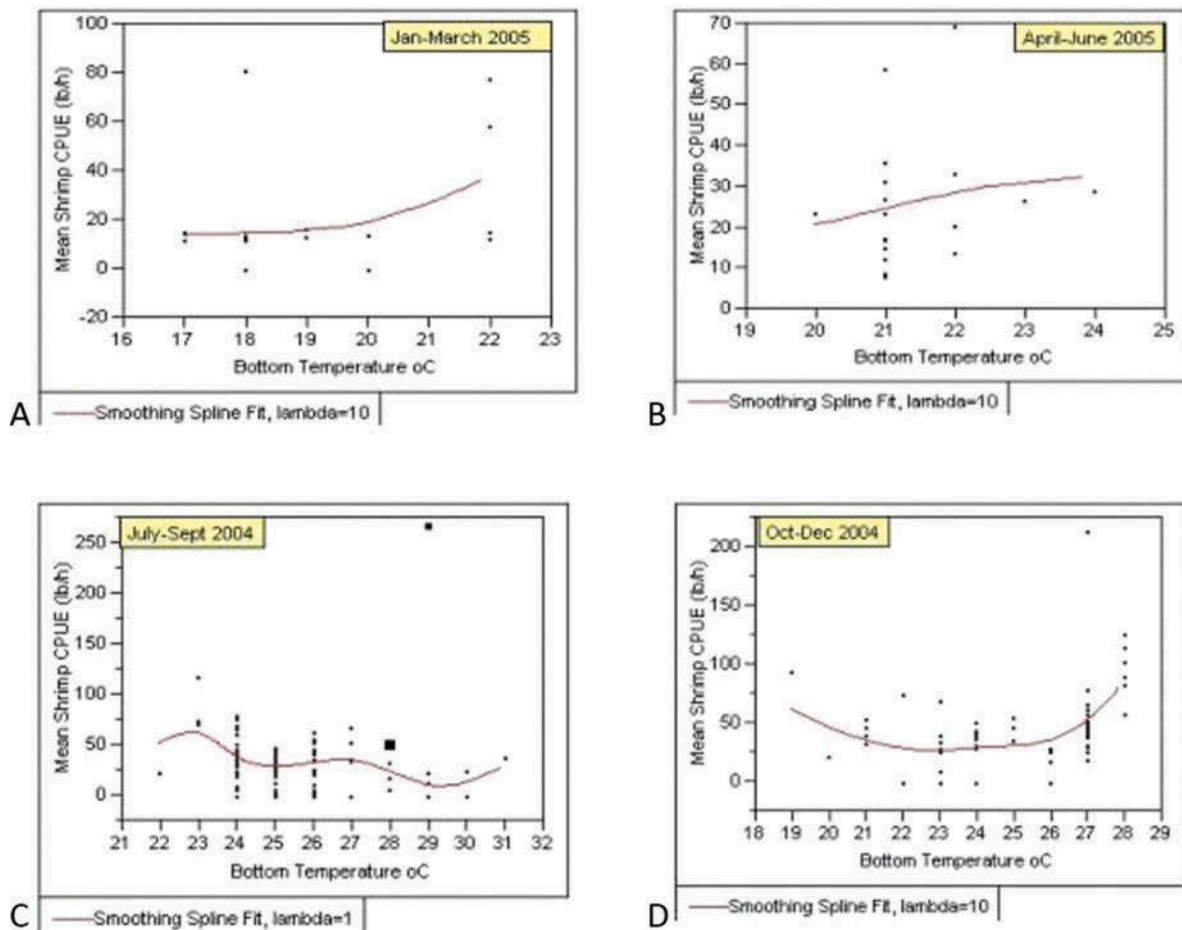 Jan-March 2005
Mean Shrimp CPUE (lb/h)
100
80
60
40
20
0
-20
16 17 18 19 20 21 22 23
Bottom Temperature oC
Smoothing Spline Fit, lambda=10
A
April-June 2005
Mean Shrimp CPUE (lb/h)
70
60
50
40
30
20
10
0
19 20 21 22 23 24 25
Bottom Temperature oC
Smoothing Spline Fit, lambda=10
B
July-Sept 2004
Mean Shrimp CPUE (lb/h)
250
200
150
100
50
0
21 22 23 24 25 26 27 28 29 30 31 32
Bottom Temperature oC
Smoothing Spline Fit, lambda=1
C
Oct-Dec 2004
Mean Shrimp CPUE (lb/h)
200
150
100
50
0
18 19 20 21 22 23 24 25 26 27 28 29
Bottom Temperature oC
Smoothing Spline Fit, lambda=10
D